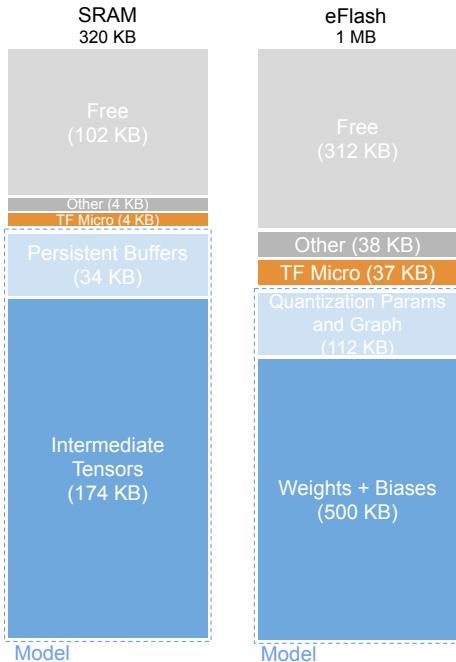 SRAM
320 KB
Free
(102 KB)
Other (4 KB)
TF Micro (4 KB)
Persistent Buffers
(34 KB)
Intermediate
Tensors
(174 KB)
Model
eFlash
1 MB
Free
(312 KB)
Other (38 KB)
TF Micro (37 KB)
Quantization Params
and Graph
(112 KB)
Weights + Biases
(500 KB)
Model